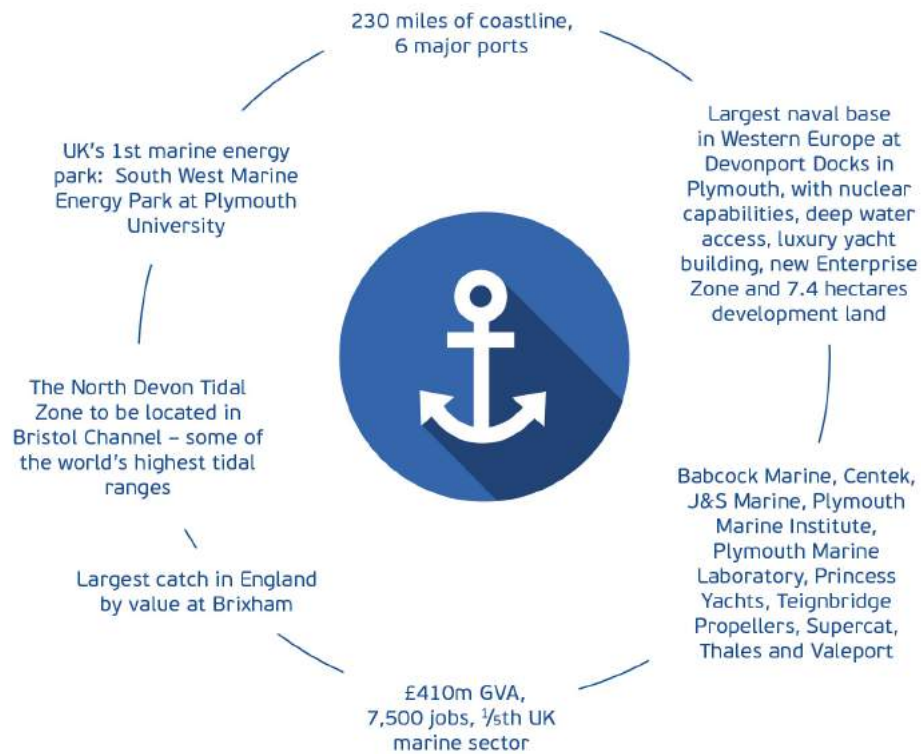 230 miles of coastline,
6 major ports
Largest naval base
in Western Europe at
Devonport Docks in
Plymouth, with nuclear
capabilities, deep water
access, luxury yacht
building, new Enterprise
Zone and 7.4 hectares
development land
Babcock Marine, Centek,
J&S Marine, Plymouth
Marine Institute,
Plymouth Marine
Laboratory, Princess
Yachts, Teignbridge
Propellers, Supercat,
Thales and Valeport
£410m GVA,
7,500 jobs, ⅕th UK
marine sector
Largest catch in England
by value at Brixham
The North Devon Tidal
Zone to be located in
Bristol Channel – some of
the world's highest tidal
ranges
UK's 1st marine energy
park: South West Marine
Energy Park at Plymouth
University